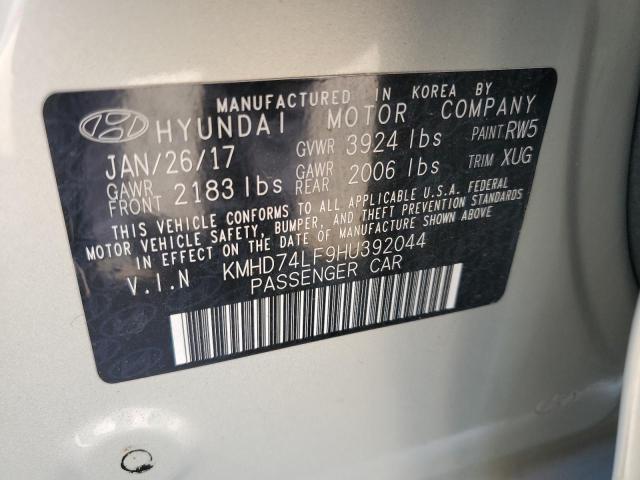 MANUFACTURED IN KOREA BY
HYUNDAI MOTOR COMPANY
JAN/26/17 GVWR 3924 lbs PAINT RW5
GAWR FRONT 2183 lbs GAWR REAR 2006 lbs TRIM XUG
THIS VEHICLE CONFORMS TO ALL APPLICABLE U.S.A. FEDERAL
MOTOR VEHICLE SAFETY, BUMPER, AND THEFT PREVENTION STANDARDS
IN EFFECT ON THE DATE OF MANUFACTURE SHOWN ABOVE.
V.I.N KMHD74LF9HU392044
PASSENGER CAR